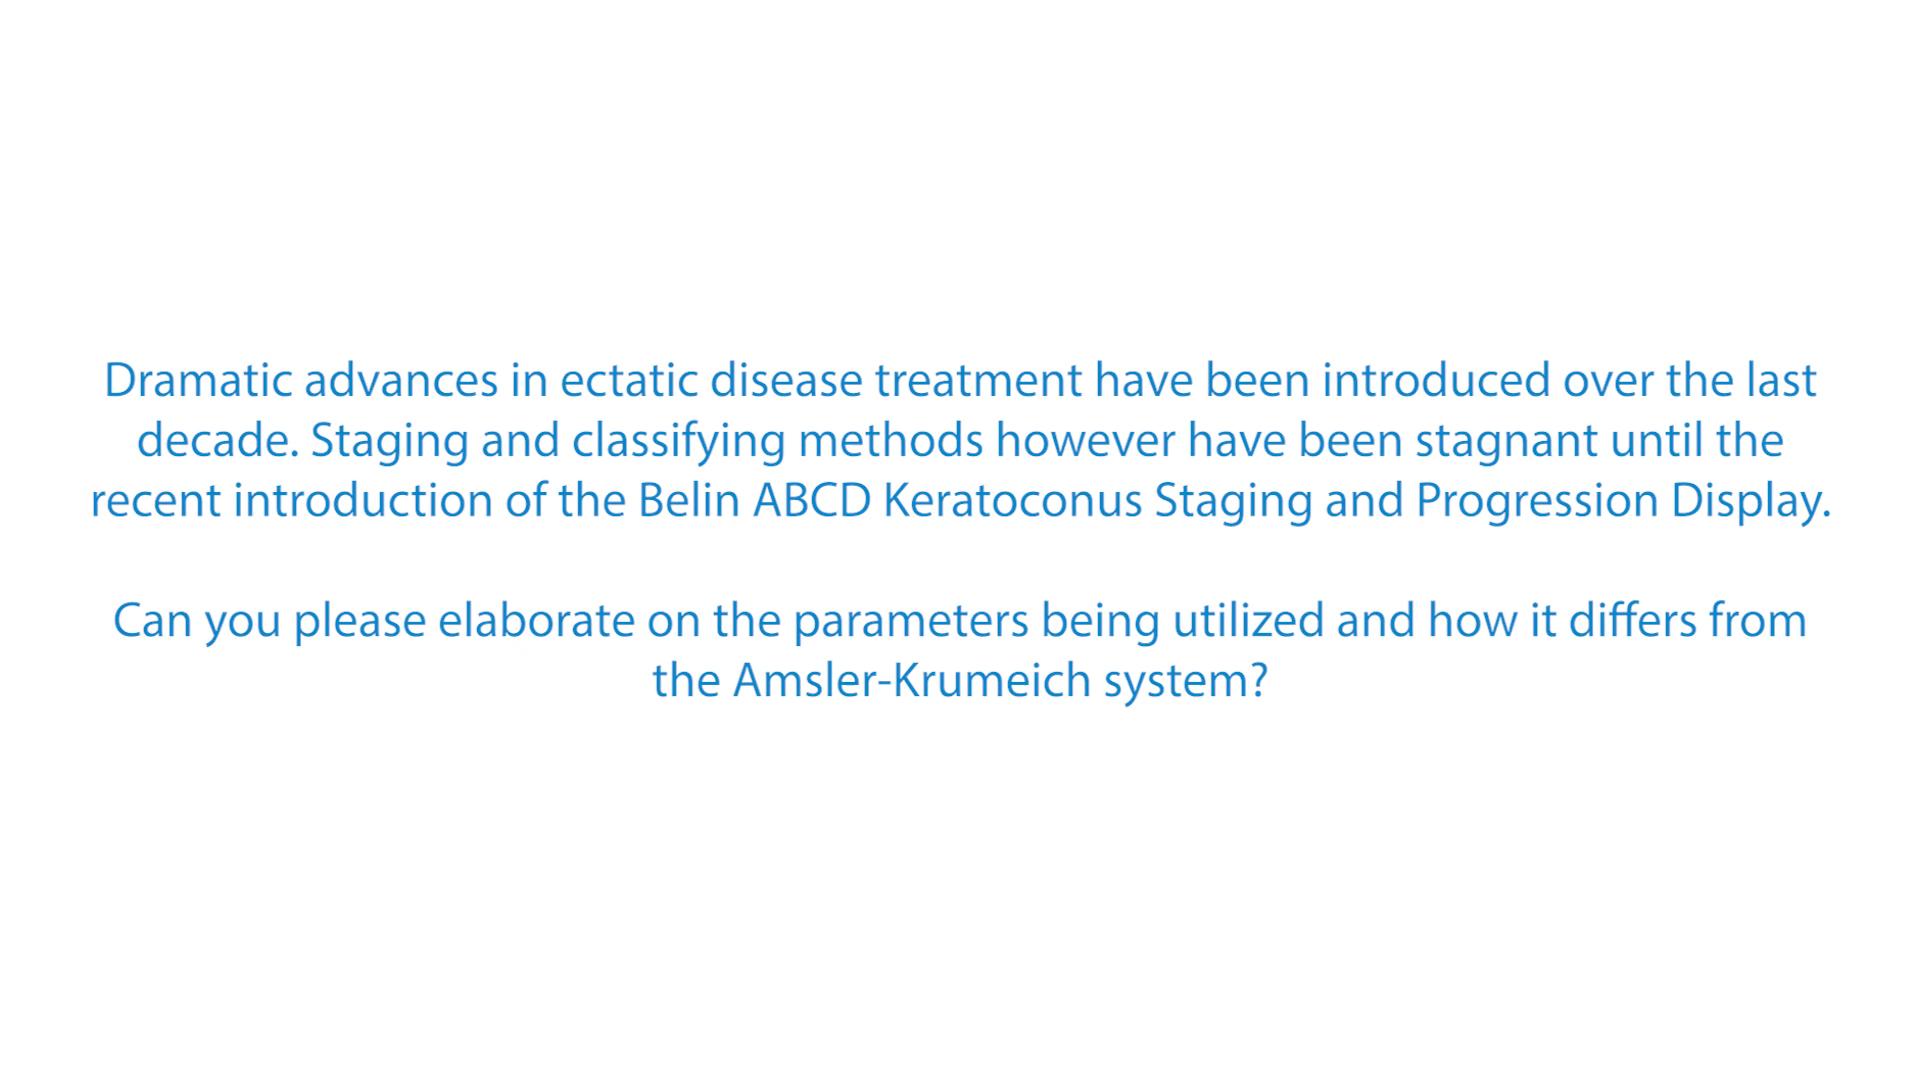 Dramatic advances in ectatic disease treatment have been introduced over the last
decade. Staging and classifying methods however have been stagnant until the
recent introduction of the Belin ABCD Keratoconus Staging and Progression Display.
Can you please elaborate on the parameters being utilized and how it differs from
the Amsler-Krumeich system?